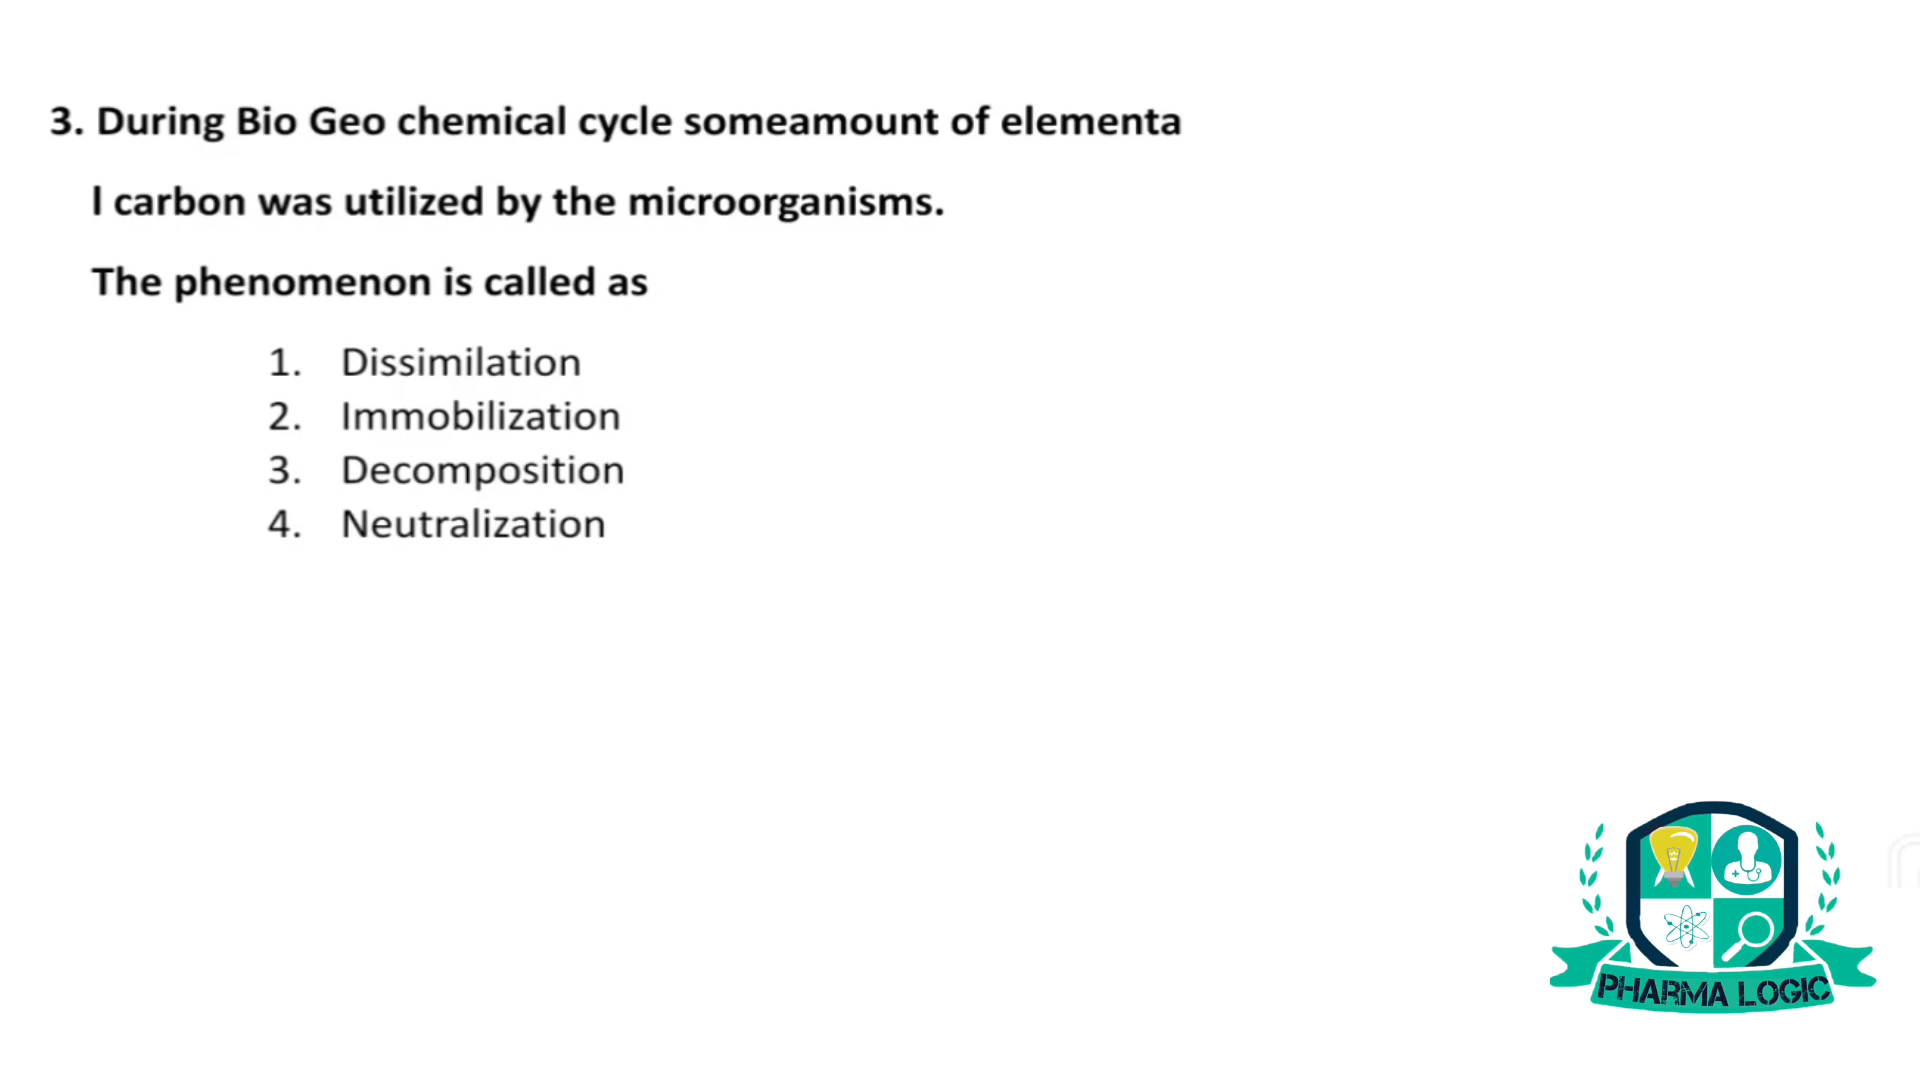 3. During Bio Geo chemical cycle someamount of elementa
l carbon was utilized by the microorganisms.
The phenomenon is called as
1. Dissimilation
2. Immobilization
3. Decomposition
4. Neutralization
PHARMA LOGIC